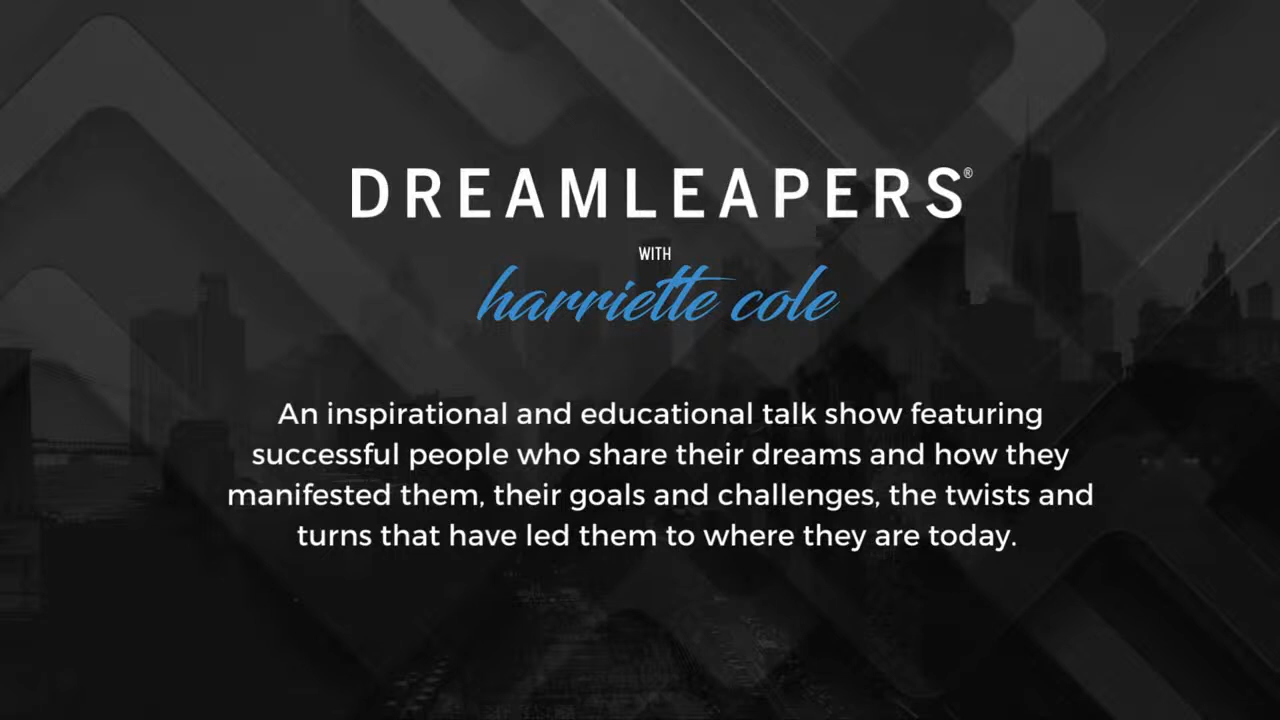 DREAMLEAPERS®
WITH
harriette cole
An inspirational and educational talk show featuring
successful people who share their dreams and how they
manifested them, their goals and challenges, the twists and
turns that have led them to where they are today.